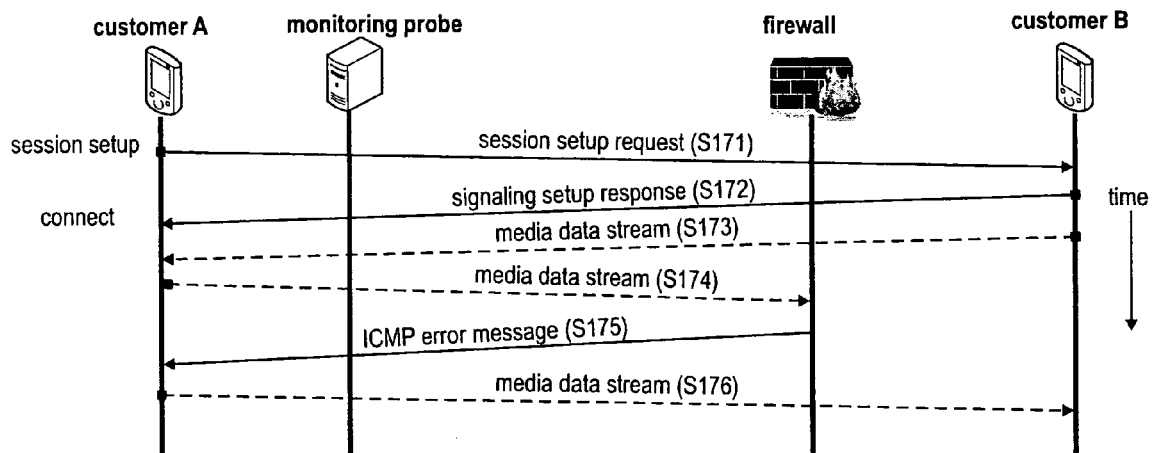 customer A
monitoring probe
firewall
customer B
session setup
session setup request (S171)
signaling setup response (S172)
time
connect
media data stream (S173)
media data stream (S174)
ICMP error message (S175)
media data stream (S176)